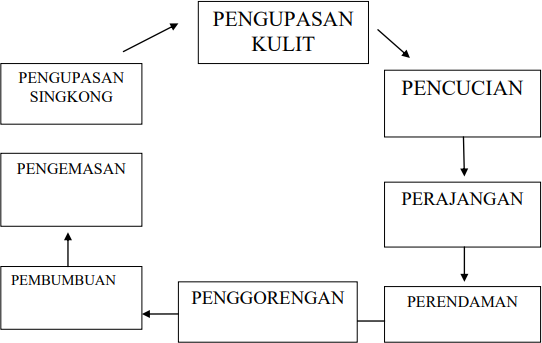 PENGUPASAN
KULIT
PENGUPASAN
SINGKONG
PENCUCIAN
PENGEMASAN
PERAJANGAN
PEMBUMBUAN
PENGGORENGAN
PERENDAMAN